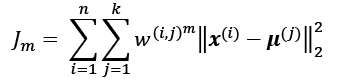 $J_m = \sum_{i=1}^{n} \sum_{j=1}^{k} w^{(i,j)^m} \left\| \boldsymbol{x}^{(i)} - \boldsymbol{\mu}^{(j)} \right\|_2^2$